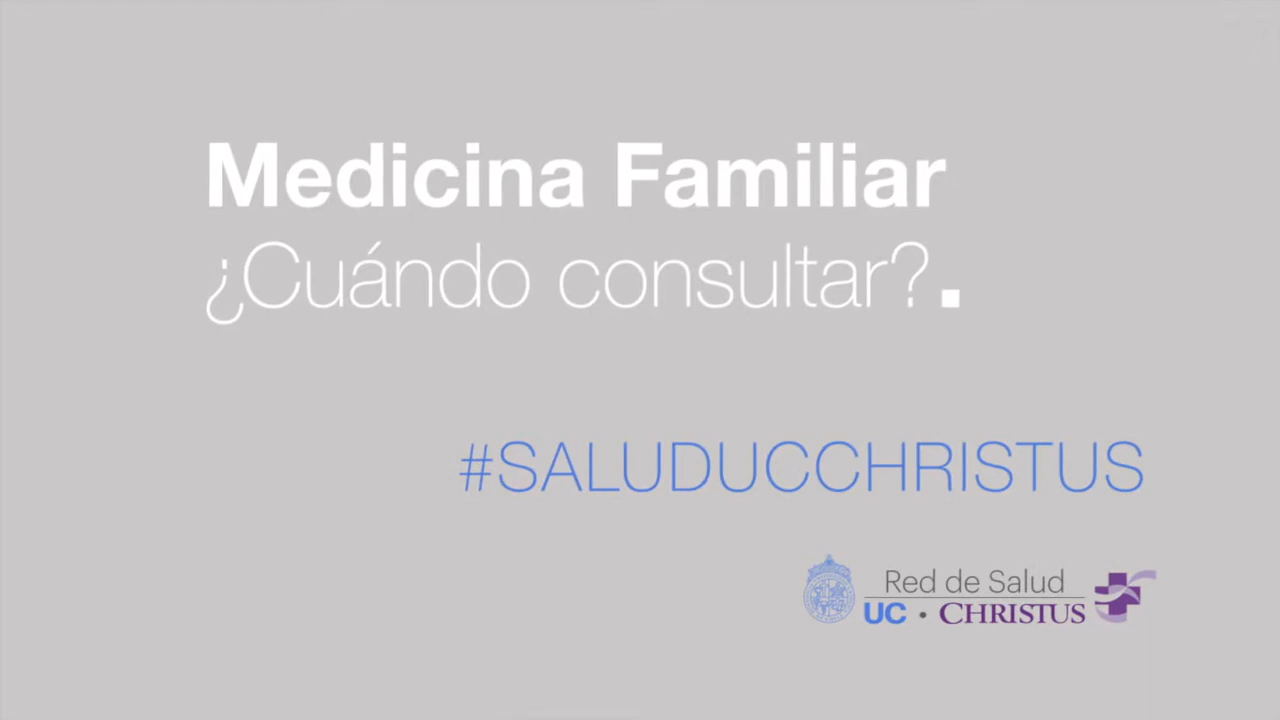 Medicina Familiar
¿Cuándo consultar?.
#SALUDUCCHRISTUS
Red de Salud
UC • CHRISTUS